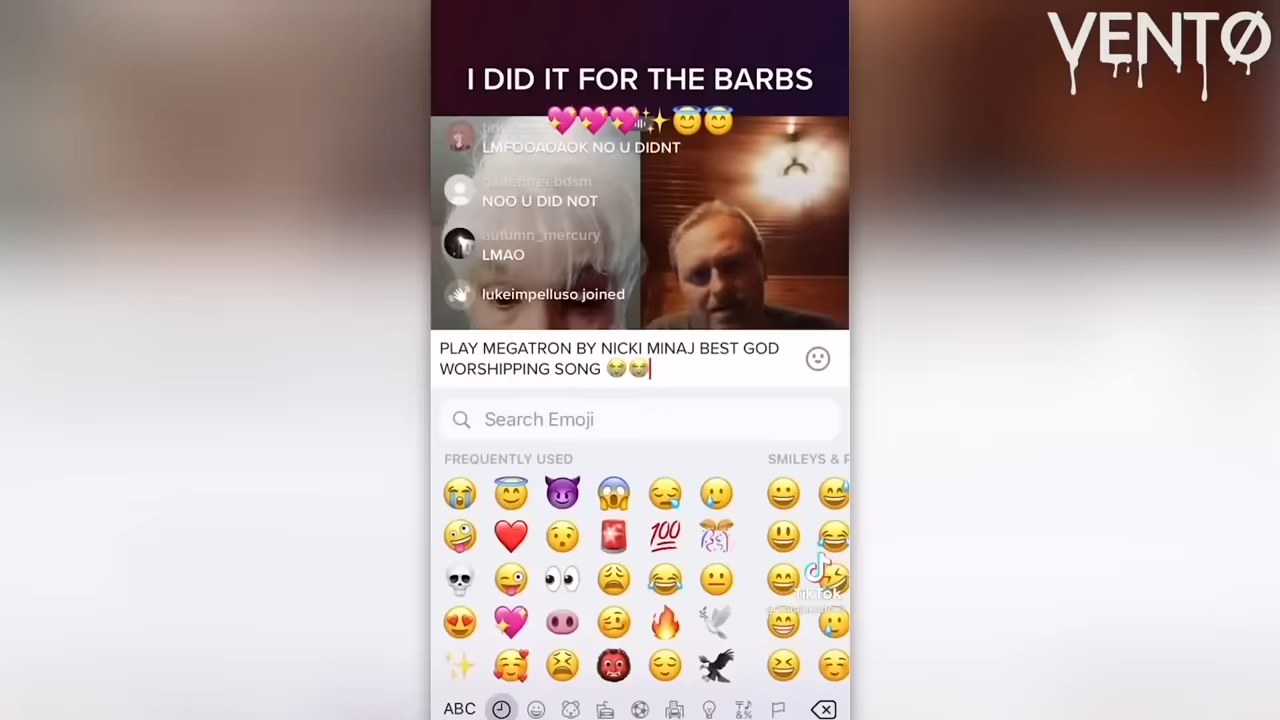 VENTØ
I DID IT FOR THE BARBS
💖💖💖✨😇😇
LMFOOAOAOK NO U DIDNT
NOO U DID NOT
autumn_mercury
LMAO
lukeimpelluso joined
PLAY MEGATRON BY NICKI MINAJ BEST GOD
WORSHIPPING SONG 😭😭
Search Emoji
FREQUENTLY USED
SMILEYS & P
100
TikTok
ABC